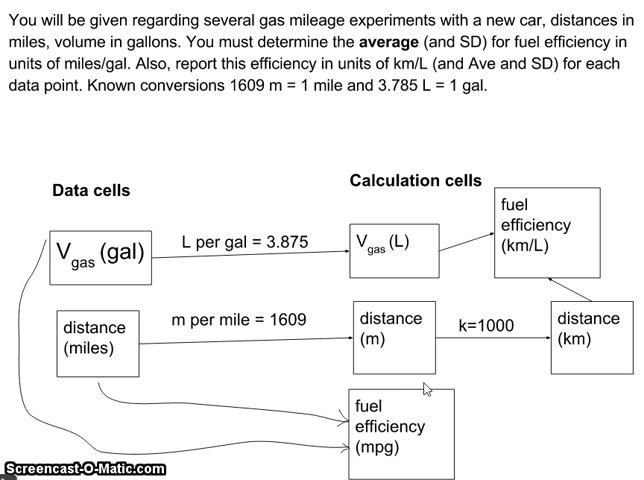 You will be given regarding several gas mileage experiments with a new car, distances in
miles, volume in gallons. You must determine the average (and SD) for fuel efficiency in
units of miles/gal. Also, report this efficiency in units of km/L (and Ave and SD) for each
data point. Known conversions 1609 m = 1 mile and 3.785 L = 1 gal.
Data cells
Calculation cells
fuel
efficiency
(km/L)
Vgas (gal)
L per gal = 3.875
Vgas (L)
distance
(miles)
m per mile = 1609
distance
(m)
k=1000
distance
(km)
fuel
efficiency
(mpg)
Screencast-O-Matic.com